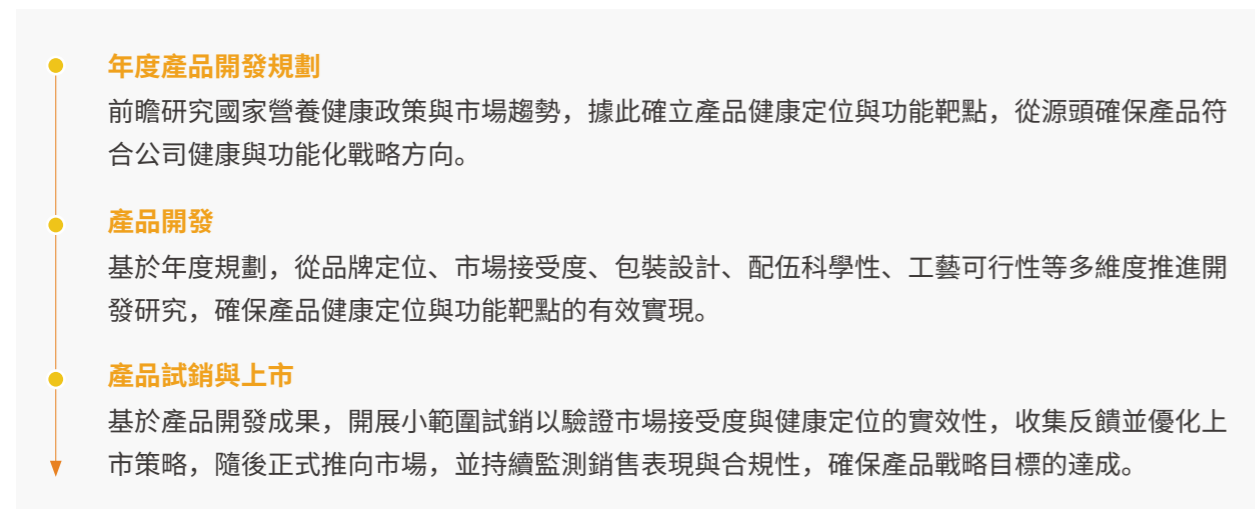 年度產品開發規劃
前瞻研究國家營養健康政策與市場趨勢，據此確立產品健康定位與功能靶點，從源頭確保產品符
合公司健康與功能化戰略方向。
產品開發
基於年度規劃，從品牌定位、市場接受度、包裝設計、配伍科學性、工藝可行性等多維度推進開
發研究，確保產品健康定位與功能靶點的有效實現。
產品試銷與上市
基於產品開發成果，開展小範圍試銷以驗證市場接受度與健康定位的實效性，收集反饋並優化上
市策略，隨後正式推向市場，並持續監測銷售表現與合規性，確保產品戰略目標的達成。